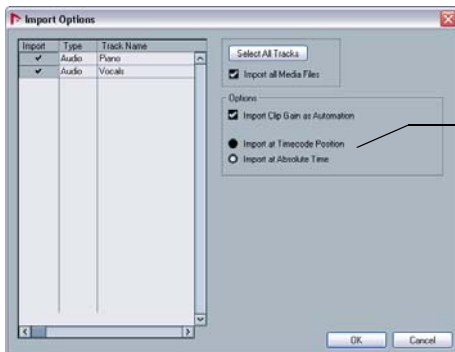 Import Options
Import Type Track Name
Audio Piano
Audio Vocals
Select All Tracks
Import all Media Files
Options
Import Clip Gain as Automation
Import at Timecode Position
Import at Absolute Time
OK Cancel